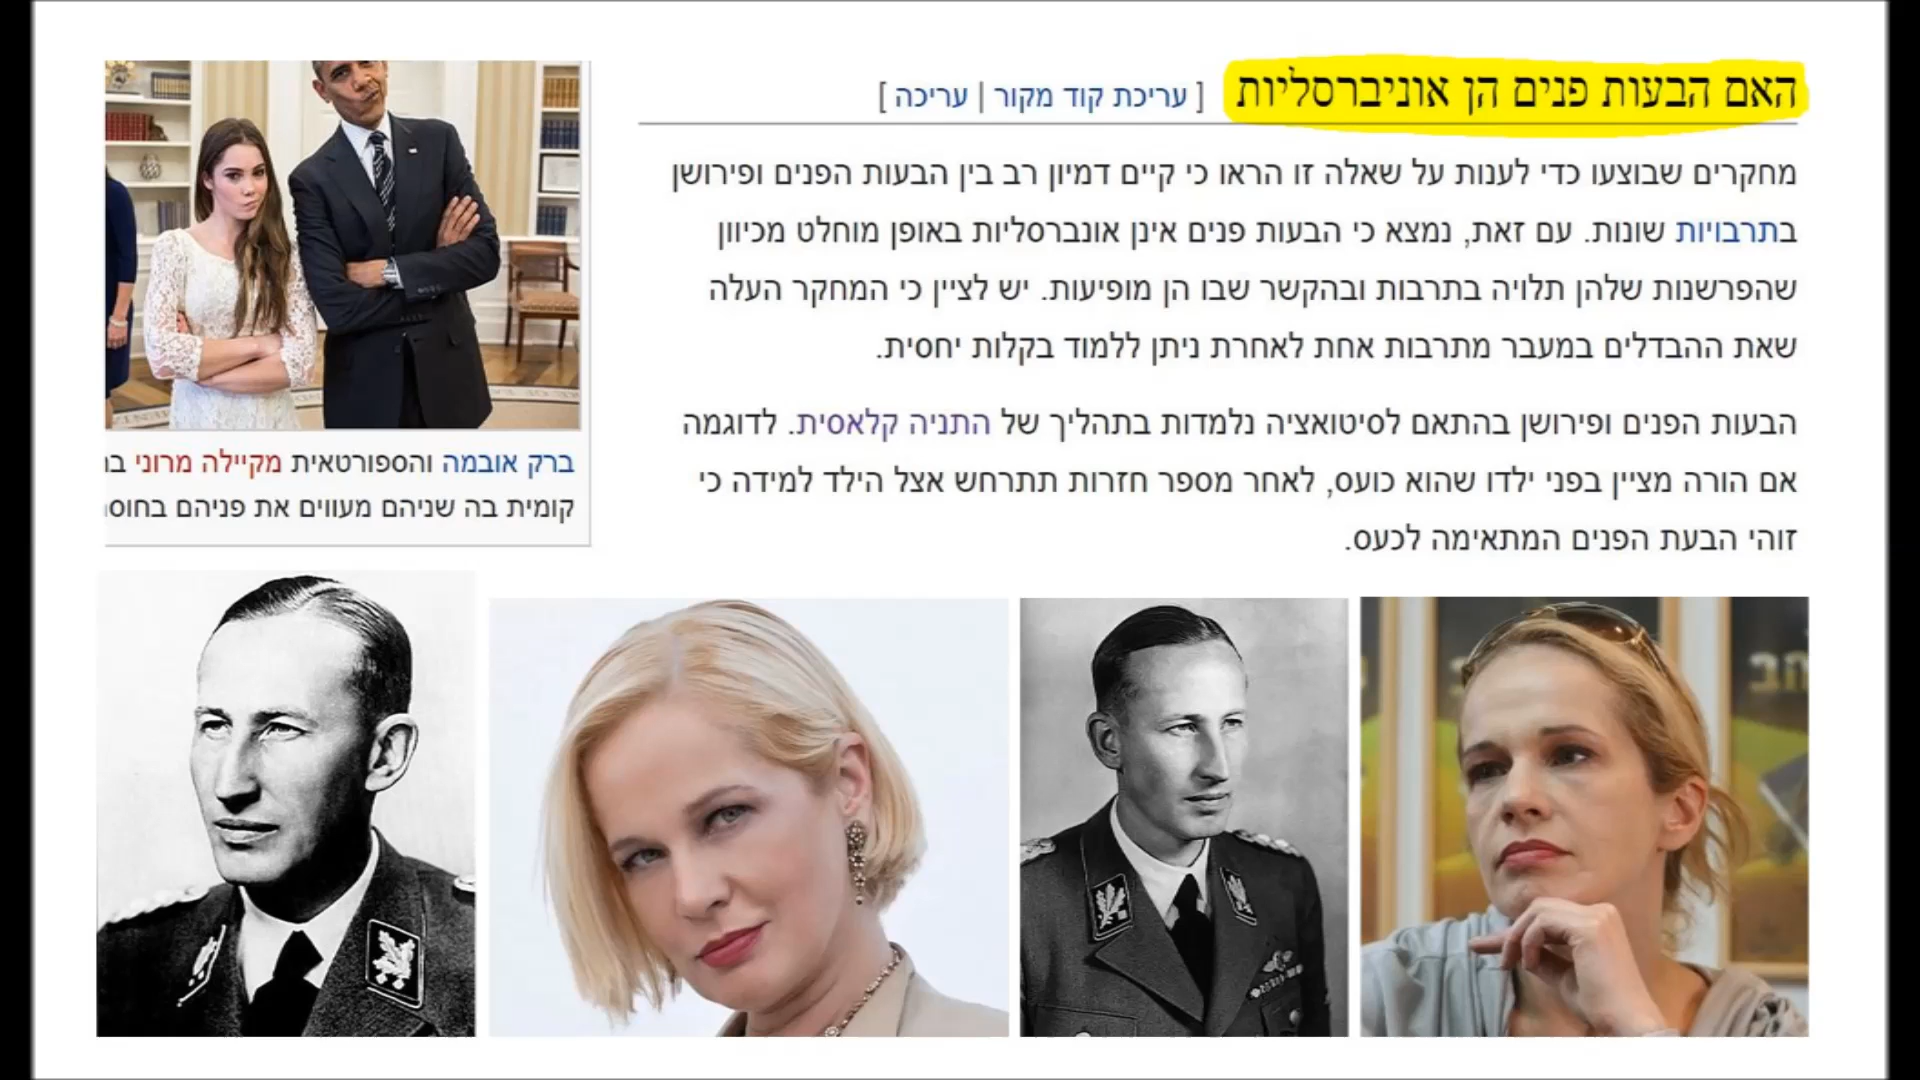 האם הבעות פנים הן אוניברסליות [ עריכת קוד מקור | עריכה ]
מחקרים שבוצעו כדי לענות על שאלה זו הראו כי קיים דמיון רב בין הבעות הפנים ופירושן
בתרבויות שונות. עם זאת, נמצא כי הבעות פנים אינן אונברסליות באופן מוחלט מכיוון
שהפרשנות שלהן תלויה בתרבות ובהקשר שבו הן מופיעות. יש לציין כי המחקר העלה
שאת ההבדלים במעבר מתרבות אחת לאחרת ניתן ללמוד בקלות יחסית.
הבעות הפנים ופירושן בהתאם לסיטואציה נלמדות בתהליך של התניה קלאסית. לדוגמה
אם הורה מציין בפני ילדו שהוא כועס, לאחר מספר חזרות תתרחש אצל הילד למידה כי
זוהי הבעת הפנים המתאימה לכעס.
ברק אובמה והספורטאית מקיילה מרוני
קומית בה שניהם מעווים את פניהם